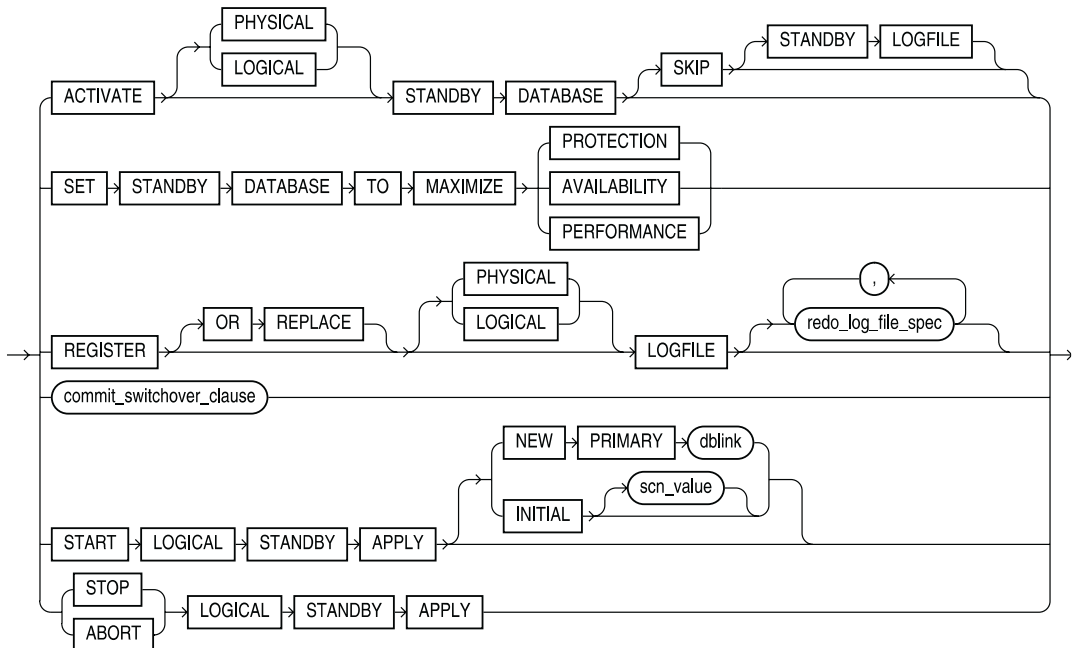 PHYSICAL
LOGICAL
STANDBY LOGFILE
SKIP
ACTIVATE STANDBY DATABASE
PROTECTION
SET STANDBY DATABASE TO MAXIMIZE AVAILABILITY
PERFORMANCE
PHYSICAL
LOGICAL
,
OR REPLACE redo_log_file_spec
REGISTER LOGFILE
commit_switchover_clause
NEW PRIMARY dblink
scn_value
INITIAL
START LOGICAL STANDBY APPLY
STOP
ABORT
LOGICAL STANDBY APPLY